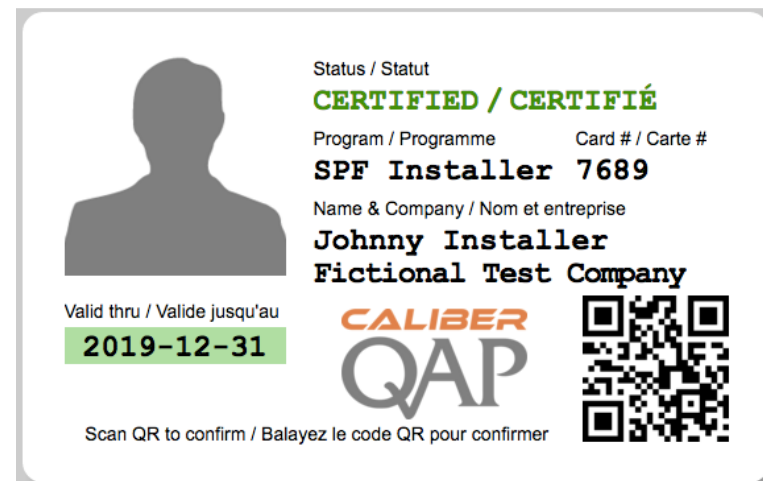 Status / Statut
CERTIFIED / CERTIFIÉ
Program / Programme Card # / Carte #
SPF Installer 7689
Name & Company / Nom et entreprise
Johnny Installer
Fictional Test Company
Valid thru / Valide jusqu'au
2019-12-31
CALIBER
QAP
Scan QR to confirm / Balayez le code QR pour confirmer